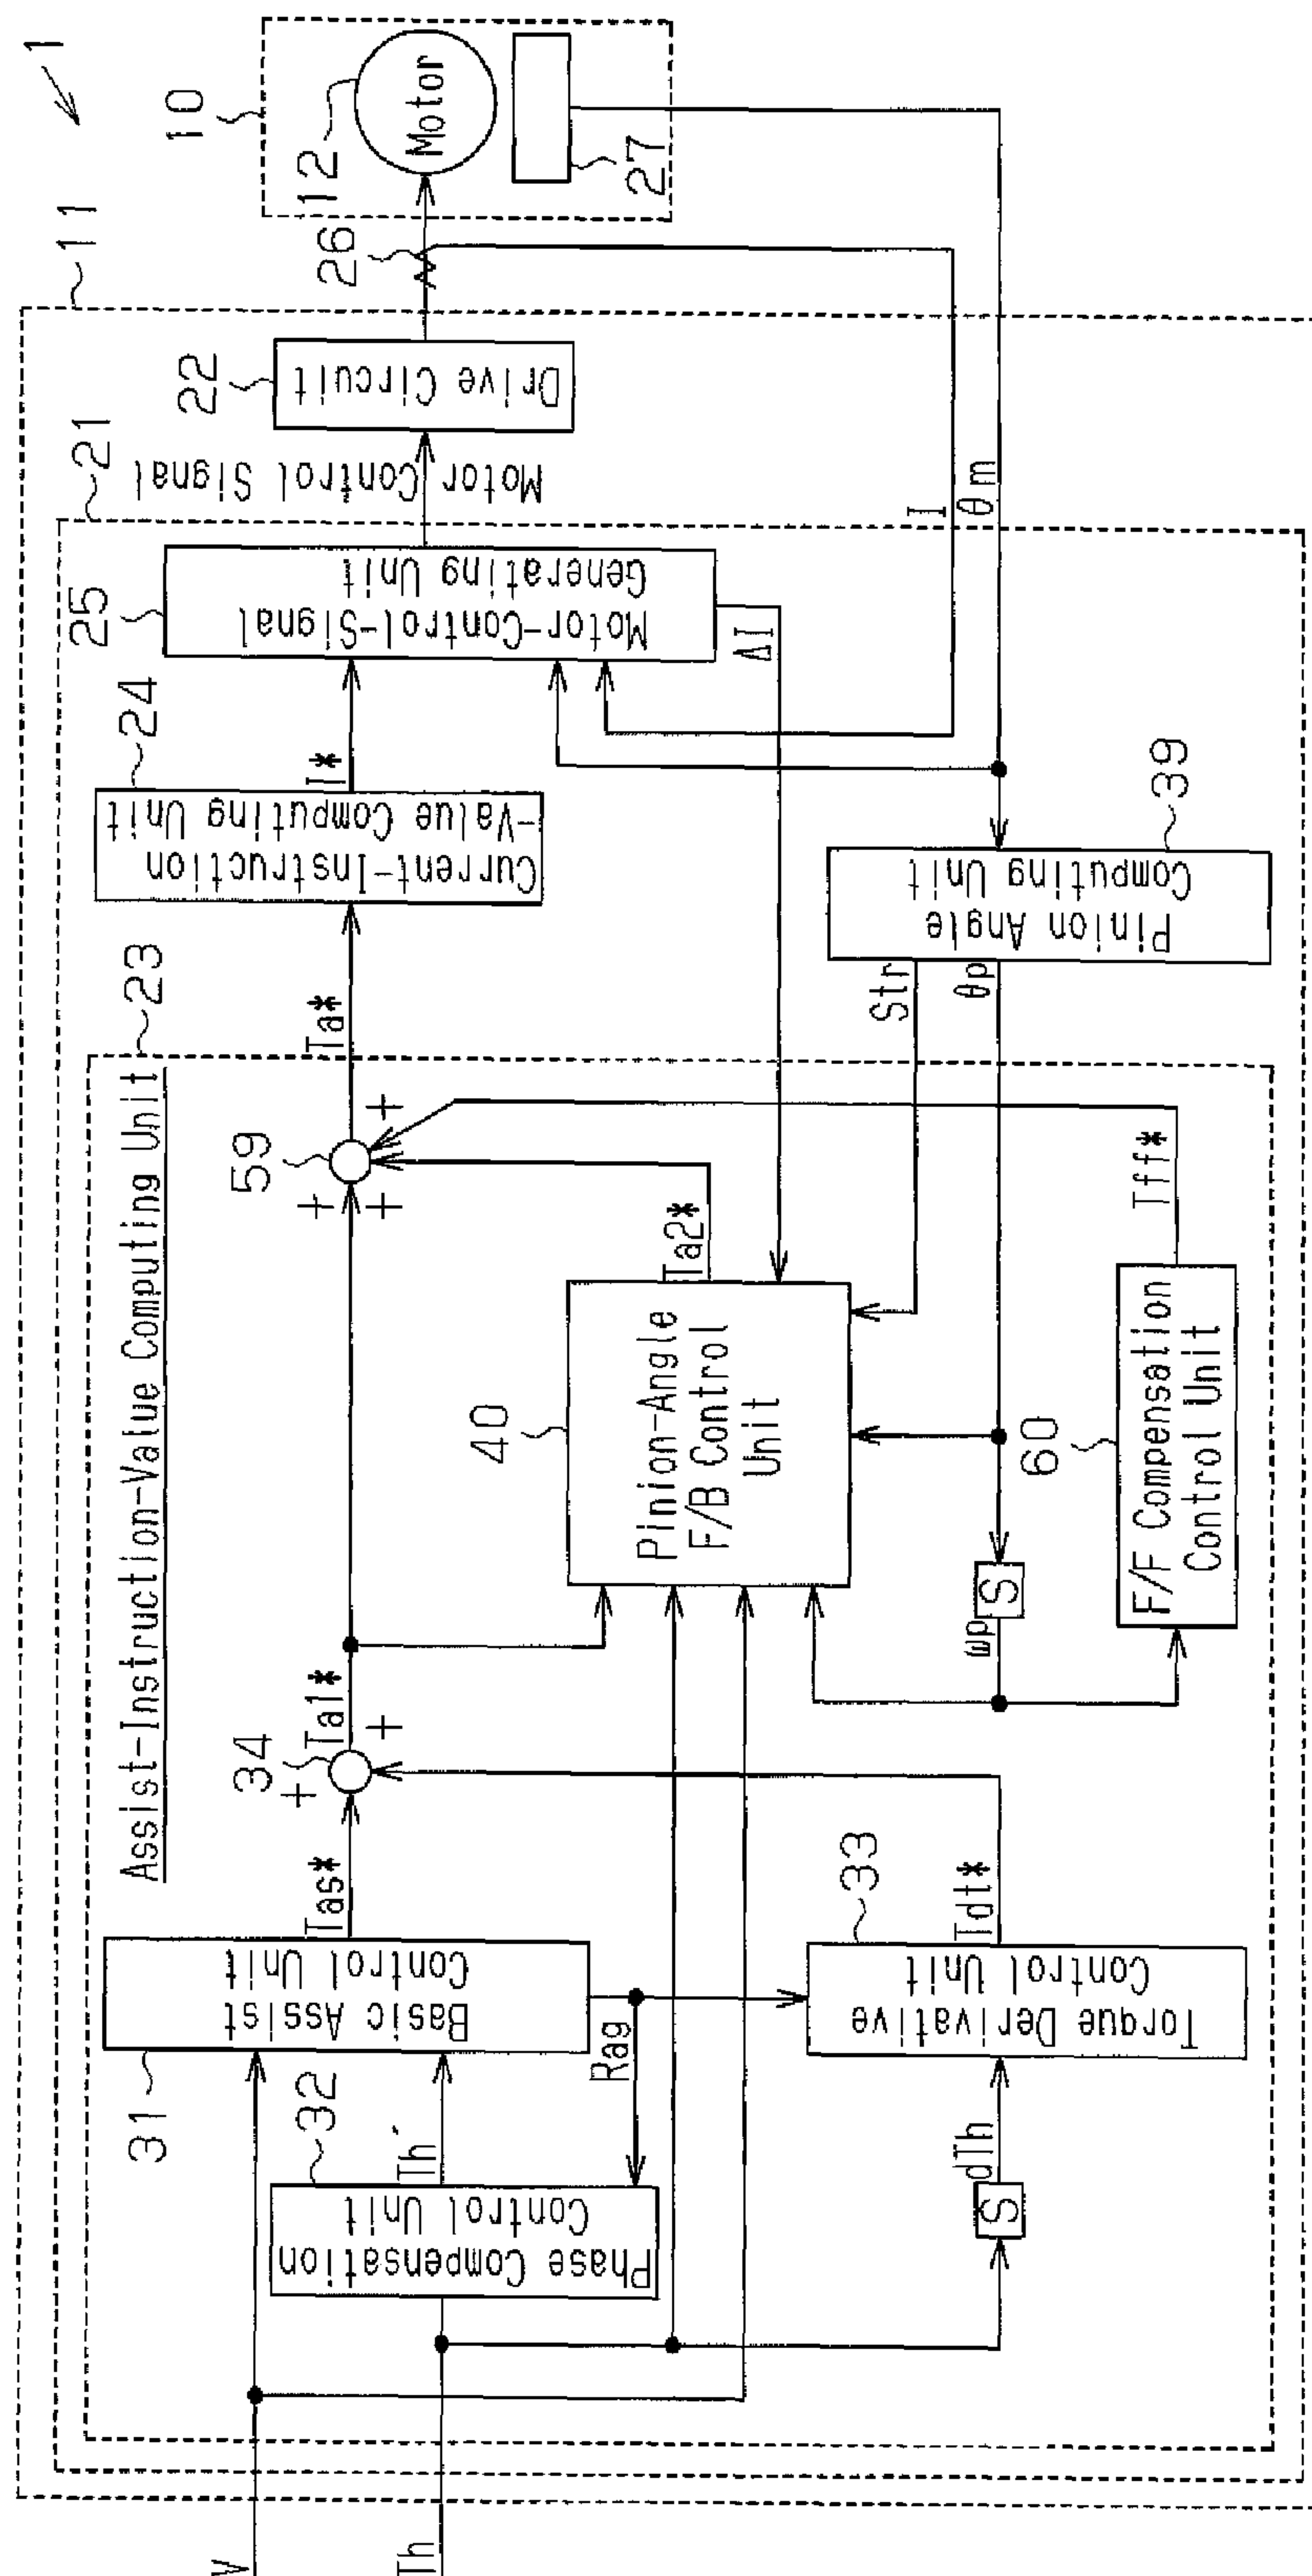 1
11
10
12
Motor
27
26
22
Drive Circuit
21
Motor Control Signal
25
Motor-Control-Signal
Generating Unit
ΔI
I
θm
24
Current-Instruction
-Value Computing Unit
I*
39
Pinion Angle
Computing Unit
Str
θp
23
Ta*
Assist-Instruction-Value Computing Unit
59
+
+
+
Ta2*
Tff*
40
Pinion-Angle
F/B Control
Unit
60
F/F Compensation
Control Unit
S
ωp
34
Ta1*
+
+
Tas*
31
Basic Assist
Control Unit
33
Torque Derivative
Control Unit
Tdt*
Rag
32
Phase Compensation
Control Unit
Th'
dTh
S
V
Th